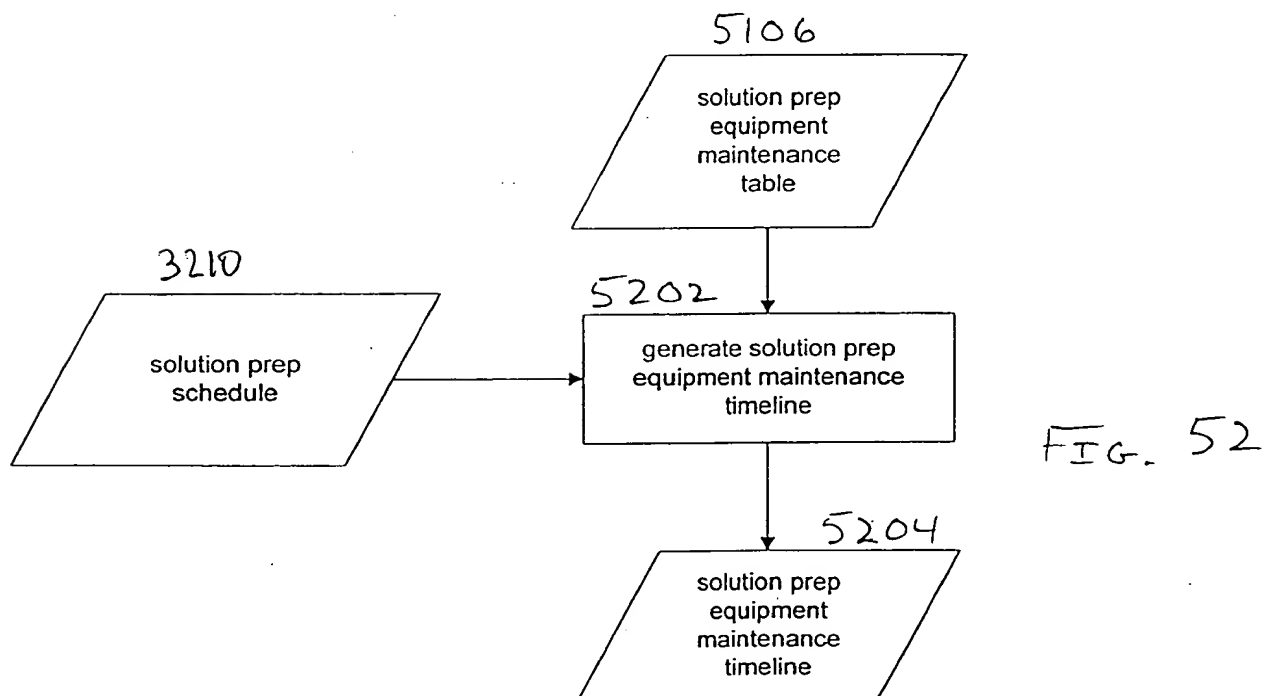 5106
solution prep
equipment
maintenance
table
3210
solution prep
schedule
5202
generate solution prep
equipment maintenance
timeline
FIG. 52
5204
solution prep
equipment
maintenance
timeline